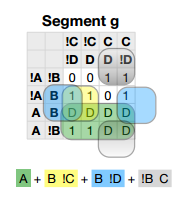 Segment g
!C !C C C
!D D D !D
!A !B 0 0 1 1
!A B 1 1 0 1
A B D D D D
A !B 1 1 D D
A + B !C + B !D + !B C